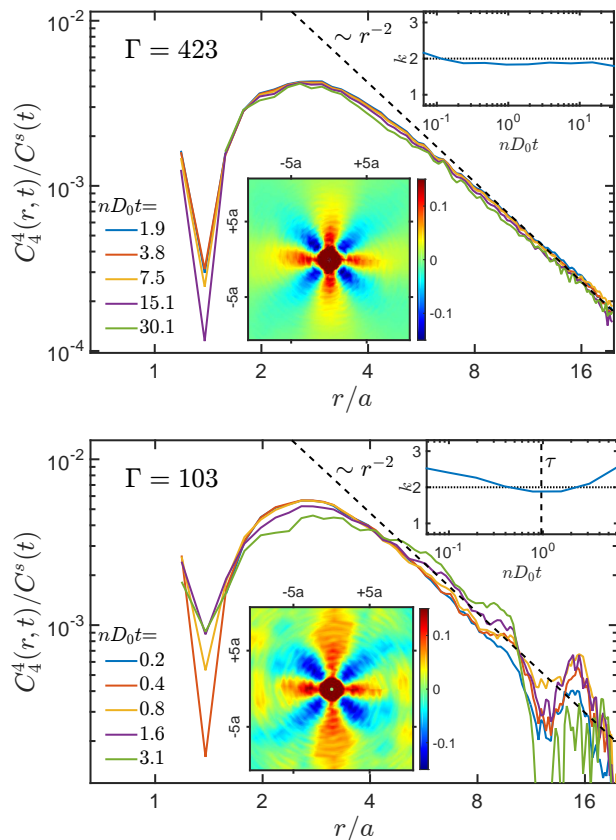 10^{-2}
Γ = 423
∼ r^{-2}
3
2
1
k
10^{-1}
10^{0}
10^{1}
nD_0t
C_4^4(r, t)/C^s(t)
10^{-3}
-5a
+5a
nD_0t=
1.9
3.8
7.5
15.1
30.1
+5a
-5a
0.1
0
-0.1
10^{-4}
1
2
4
8
16
r/a
10^{-2}
Γ = 103
∼ r^{-2}
3
2
1
k
τ
10^{-1}
10^{0}
nD_0t
C_4^4(r, t)/C^s(t)
10^{-3}
-5a
+5a
nD_0t=
0.2
0.4
0.8
1.6
3.1
+5a
-5a
0.1
0
-0.1
1
2
4
8
16
r/a